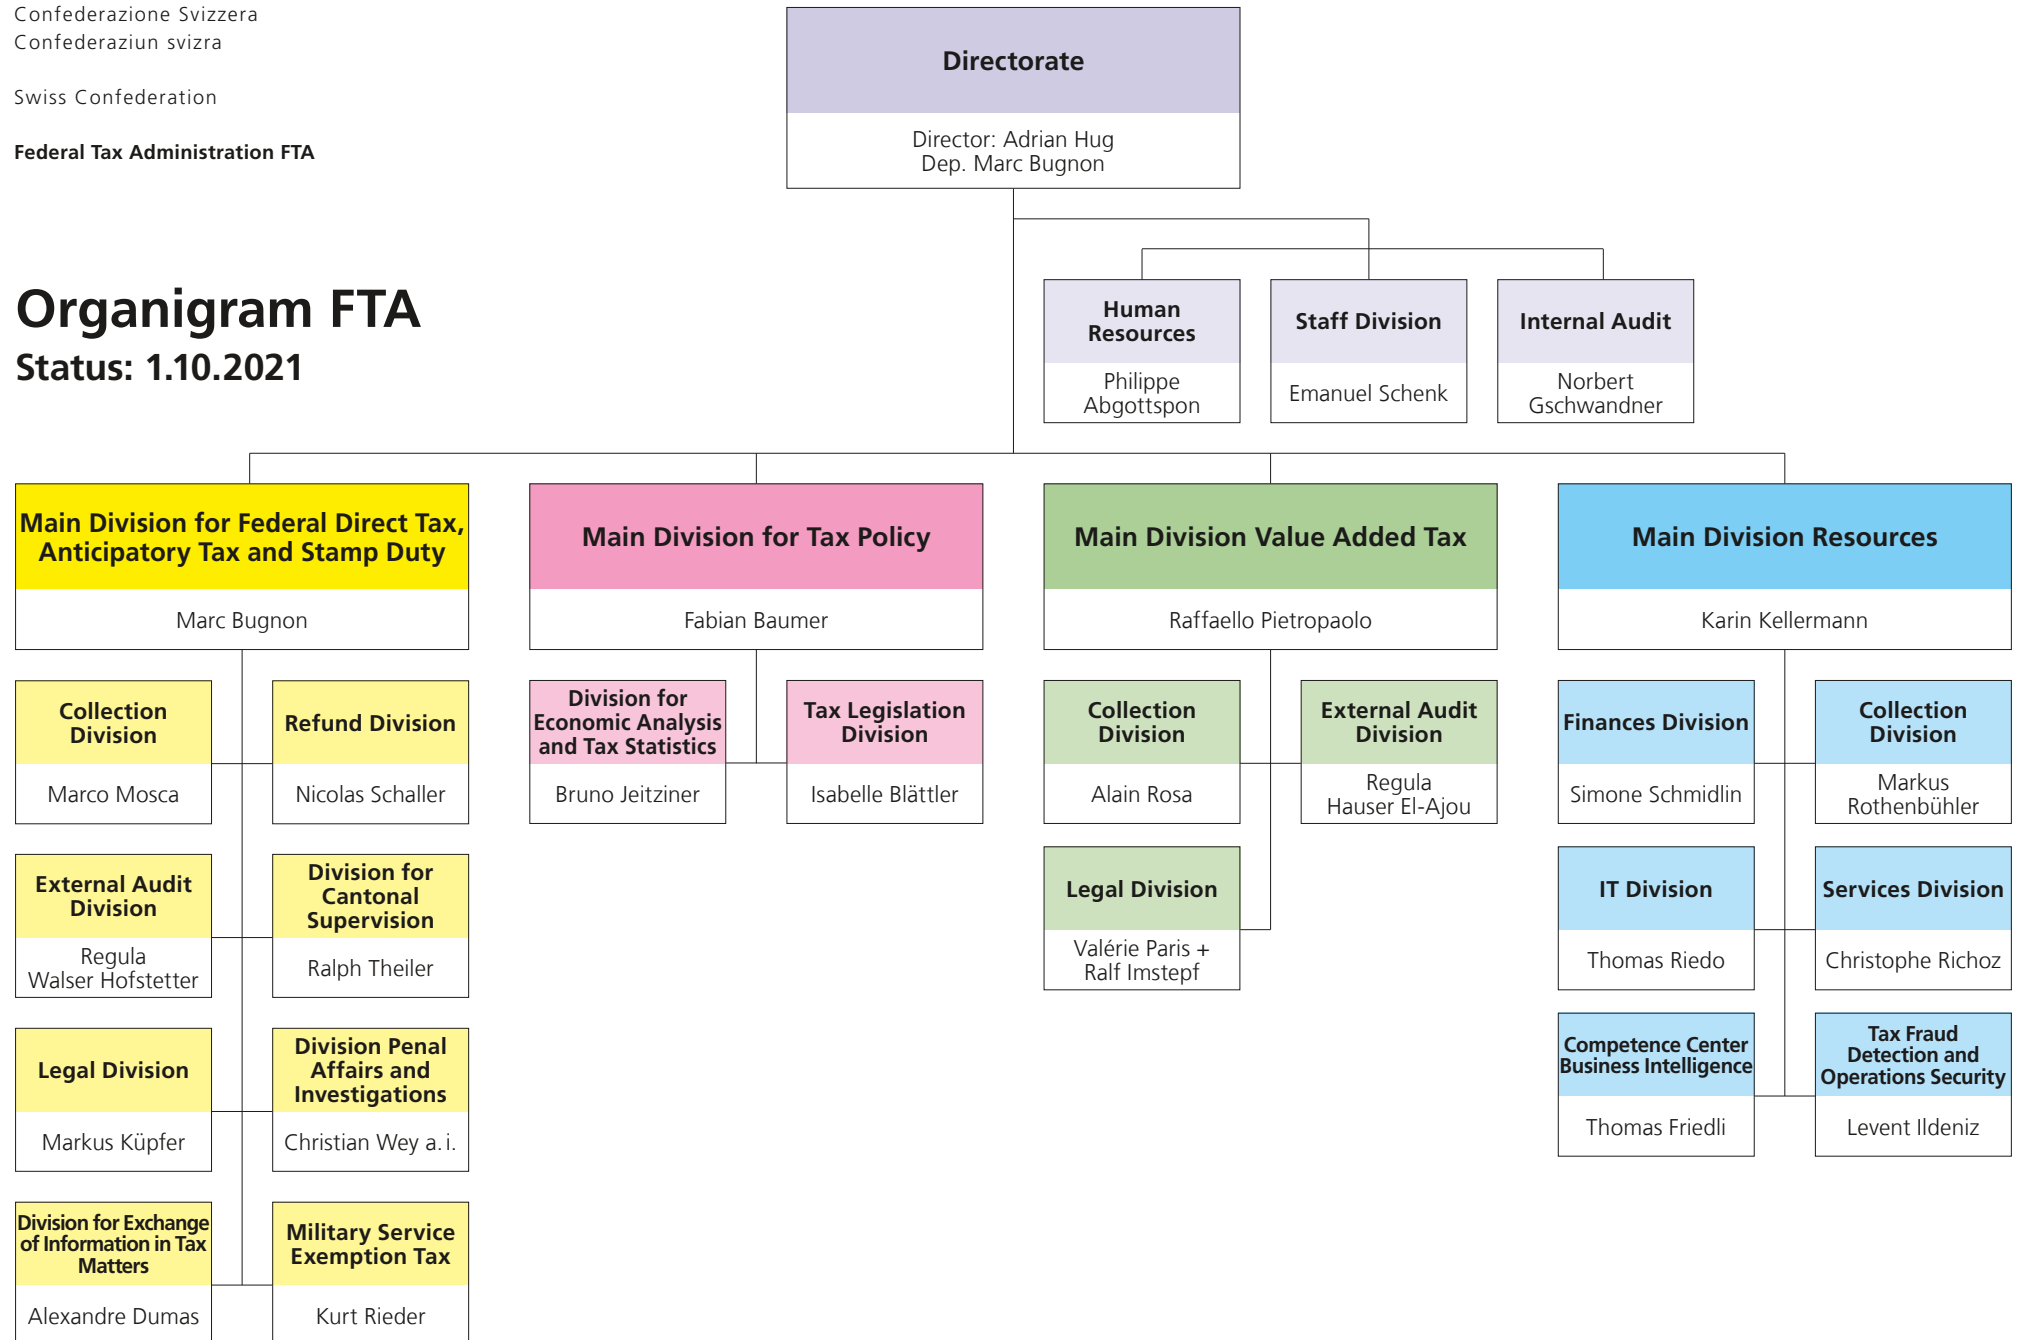 Confederazione Svizzera
Confederaziun svizra
Swiss Confederation
Federal Tax Administration FTA
Organigram FTA
Status: 1.10.2021
Directorate
Director: Adrian Hug
Dep. Marc Bugnon
Human
Resources
Philippe
Abgottspon
Staff Division
Emanuel Schenk
Internal Audit
Norbert
Gschwandner
Main Division for Federal Direct Tax,
Anticipatory Tax and Stamp Duty
Marc Bugnon
Collection
Division
Marco Mosca
Refund Division
Nicolas Schaller
External Audit
Division
Regula
Walser Hofstetter
Division for
Cantonal
Supervision
Ralph Theiler
Legal Division
Markus Küpfer
Division Penal
Affairs and
Investigations
Christian Wey a. i.
Division for Exchange
of Information in Tax
Matters
Alexandre Dumas
Military Service
Exemption Tax
Kurt Rieder
Main Division for Tax Policy
Fabian Baumer
Division for
Economic Analysis
and Tax Statistics
Bruno Jeitziner
Tax Legislation
Division
Isabelle Blättler
Main Division Value Added Tax
Raffaello Pietropaolo
Collection
Division
Alain Rosa
External Audit
Division
Regula
Hauser El-Ajou
Legal Division
Valérie Paris +
Ralf Imstepf
Main Division Resources
Karin Kellermann
Finances Division
Simone Schmidlin
Collection
Division
Markus
Rothenbühler
IT Division
Thomas Riedo
Services Division
Christophe Richoz
Competence Center
Business Intelligence
Thomas Friedli
Tax Fraud
Detection and
Operations Security
Levent Ildeniz